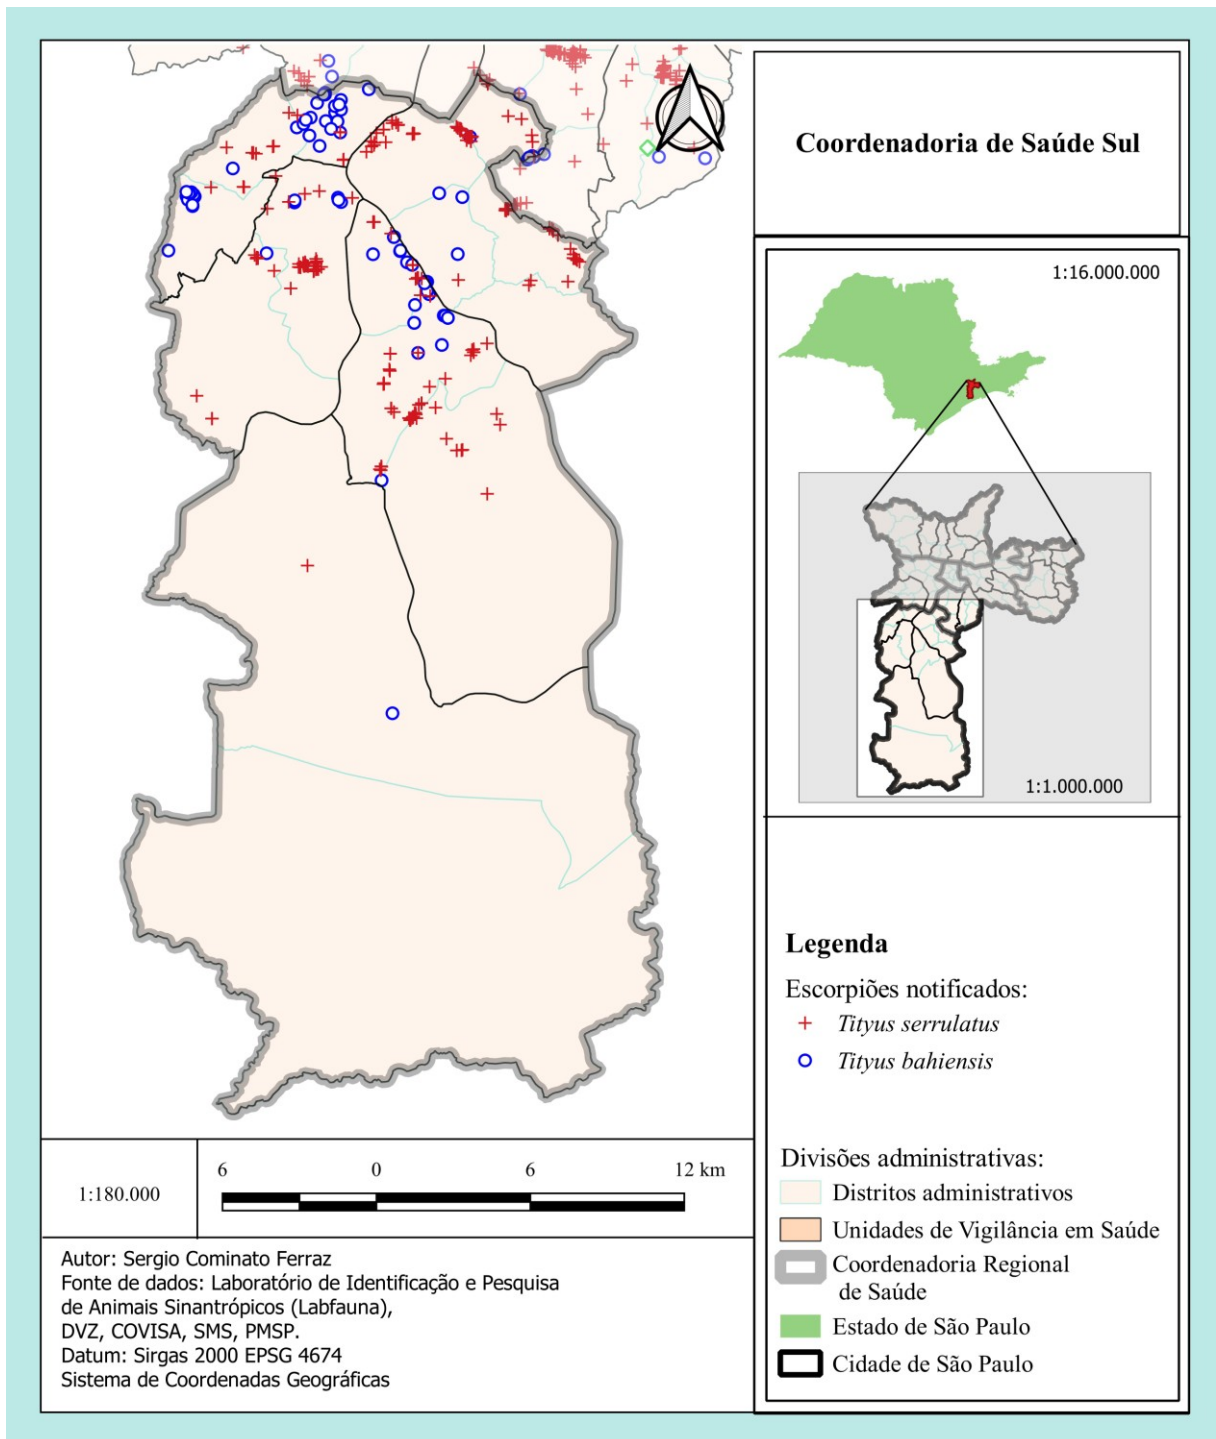 Coordenadoria de Saúde Sul
1:16.000.000
1:1.000.000
Legenda
Escorpiões notificados:
Tityus serrulatus
Tityus bahiensis
Divisões administrativas:
Distritos administrativos
Unidades de Vigilância em Saúde
Coordenadoria Regional
de Saúde
Estado de São Paulo
Cidade de São Paulo
1:180.000
6 0 6 12 km
Autor: Sergio Cominato Ferraz
Fonte de dados: Laboratório de Identificação e Pesquisa
de Animais Sinantrópicos (Labfauna),
DVZ, COVISA, SMS, PMSP.
Datum: Sirgas 2000 EPSG 4674
Sistema de Coordenadas Geográficas